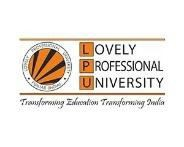 LOVELY
PROFESSIONAL
UNIVERSITY
L
P
U
Transforming Education Transforming India